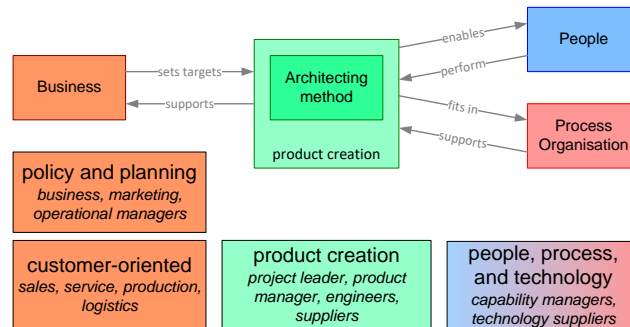 enables
People
sets targets
Architecting
method
perform
Business
fits in
supports
Process
Organisation
product creation
supports
policy and planning
business, marketing,
operational managers
customer-oriented
sales, service, production,
logistics
product creation
project leader, product
manager, engineers,
suppliers
people, process,
and technology
capability managers,
technology suppliers